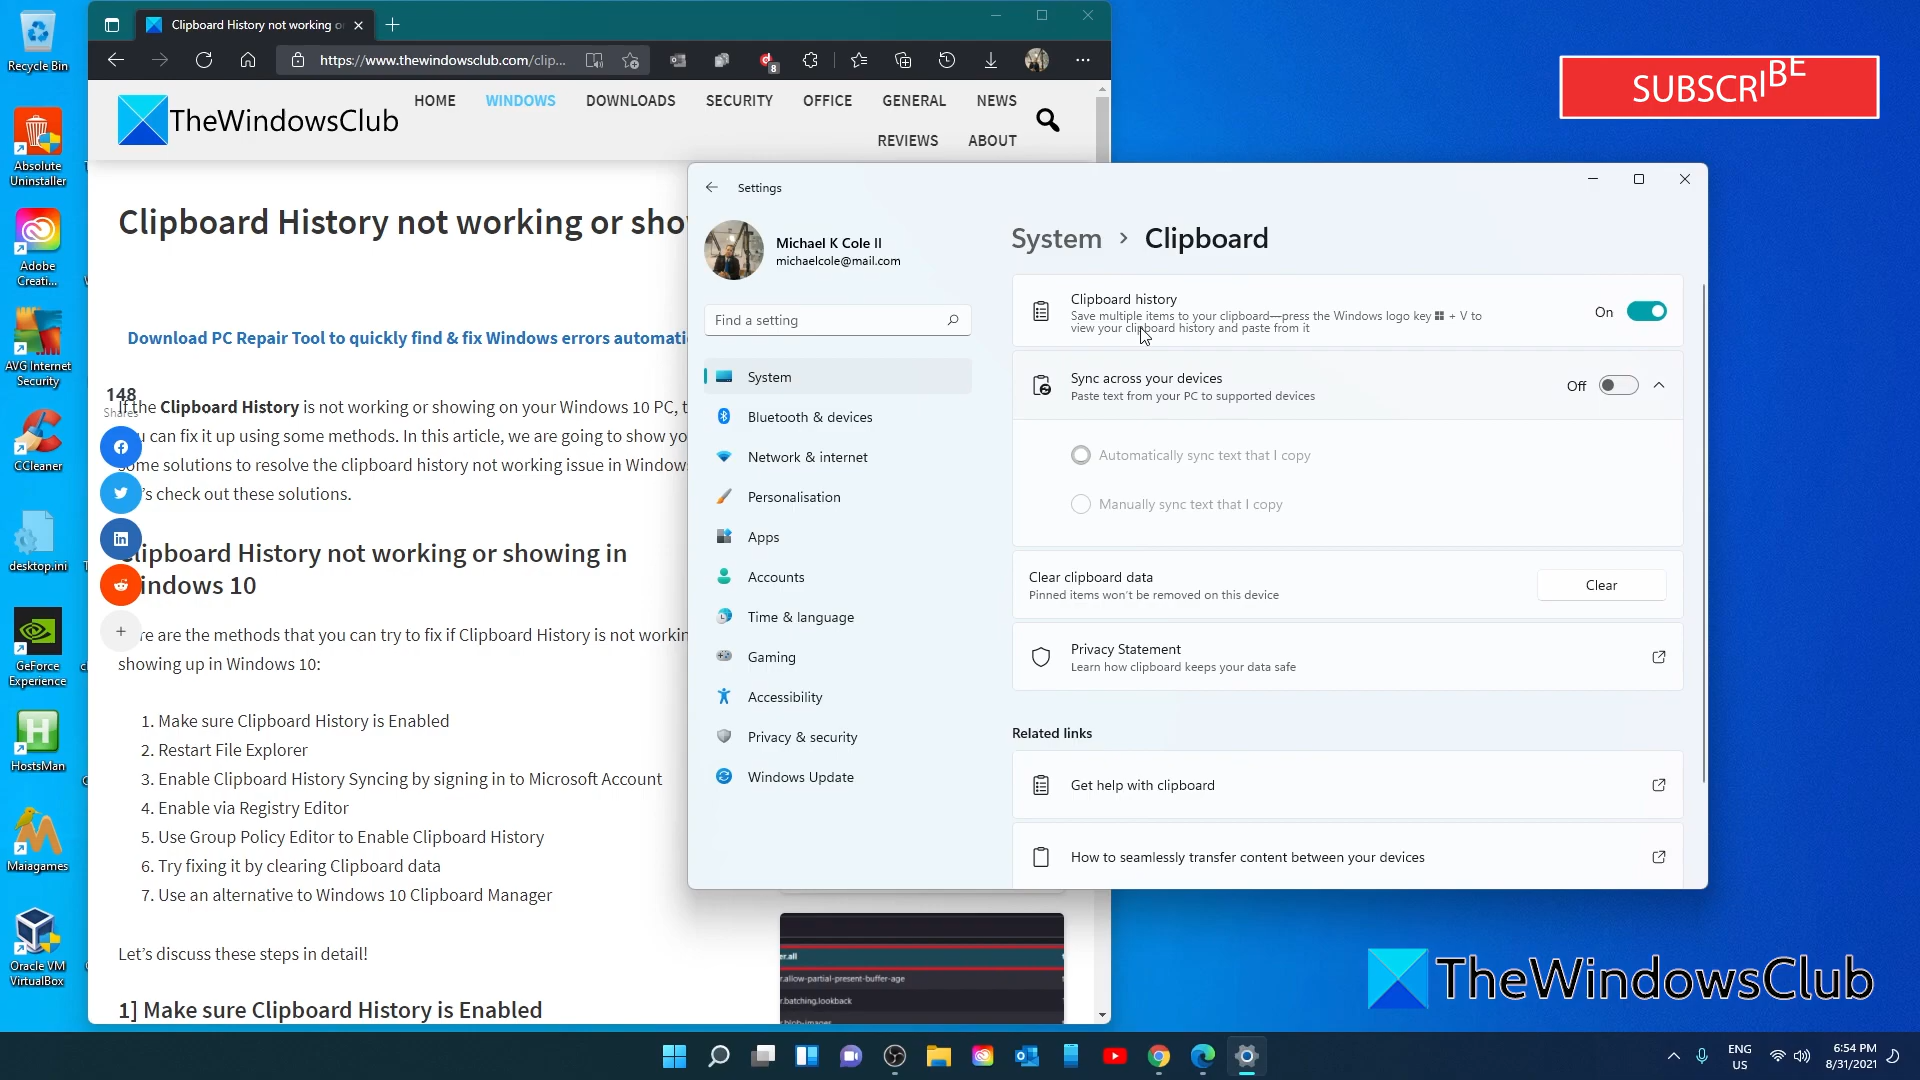 Recycle Bin
Absolute
Uninstaller
Adobe
Creati...
AVG Internet
Security
CCleaner
desktop.ini
GeForce
Experience
HostsMan
Maiagames
Oracle VM
VirtualBox
Clipboard History not working o
https://www.thewindowsclub.com/clip...
8
TheWindowsClub
HOME
WINDOWS
DOWNLOADS
SECURITY
OFFICE
GENERAL
NEWS
REVIEWS
ABOUT
Clipboard History not working or sho
Download PC Repair Tool to quickly find & fix Windows errors automati
148
Shares
If the Clipboard History is not working or showing on your Windows 10 PC, t
u can fix it up using some methods. In this article, we are going to show yo
ome solutions to resolve the clipboard history not working issue in Window
's check out these solutions.
Clipboard History not working or showing in
indows 10
re are the methods that you can try to fix if Clipboard History is not workin
showing up in Windows 10:
1. Make sure Clipboard History is Enabled
2. Restart File Explorer
3. Enable Clipboard History Syncing by signing in to Microsoft Account
4. Enable via Registry Editor
5. Use Group Policy Editor to Enable Clipboard History
6. Try fixing it by clearing Clipboard data
7. Use an alternative to Windows 10 Clipboard Manager
Let's discuss these steps in detail!
1] Make sure Clipboard History is Enabled
er.all
r.allow-partial-present-buffer-age
r.batching.lookback
r.blob-images
Settings
Michael K Cole II
michaelcole@mail.com
Find a setting
System
Bluetooth & devices
Network & internet
Personalisation
Apps
Accounts
Time & language
Gaming
Accessibility
Privacy & security
Windows Update
System > Clipboard
Clipboard history
Save multiple items to your clipboard—press the Windows logo key + V to
view your clipboard history and paste from it
On
Sync across your devices
Paste text from your PC to supported devices
Off
Automatically sync text that I copy
Manually sync text that I copy
Clear clipboard data
Pinned items won't be removed on this device
Clear
Privacy Statement
Learn how clipboard keeps your data safe
Related links
Get help with clipboard
How to seamlessly transfer content between your devices
SUBSCRIBE
TheWindowsClub
ENG
US
6:54 PM
8/31/2021